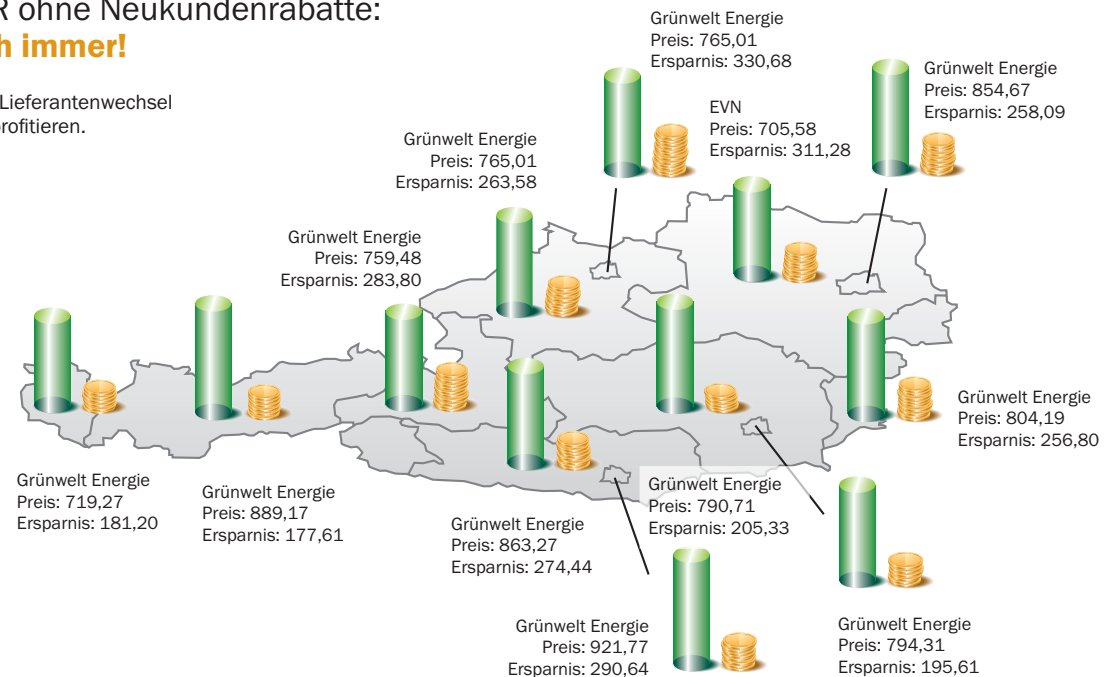 R ohne Neukundenrabatte:
h immer!
Lieferantenwechsel
rofitieren.
Grünwelt Energie
Preis: 765,01
Ersparnis: 330,68
Grünwelt Energie
Preis: 854,67
Ersparnis: 258,09
EVN
Preis: 705,58
Ersparnis: 311,28
Grünwelt Energie
Preis: 765,01
Ersparnis: 263,58
Grünwelt Energie
Preis: 759,48
Ersparnis: 283,80
Grünwelt Energie
Preis: 804,19
Ersparnis: 256,80
Grünwelt Energie
Preis: 719,27
Ersparnis: 181,20
Grünwelt Energie
Preis: 889,17
Ersparnis: 177,61
Grünwelt Energie
Preis: 790,71
Ersparnis: 205,33
Grünwelt Energie
Preis: 863,27
Ersparnis: 274,44
Grünwelt Energie
Preis: 921,77
Ersparnis: 290,64
Grünwelt Energie
Preis: 794,31
Ersparnis: 195,61